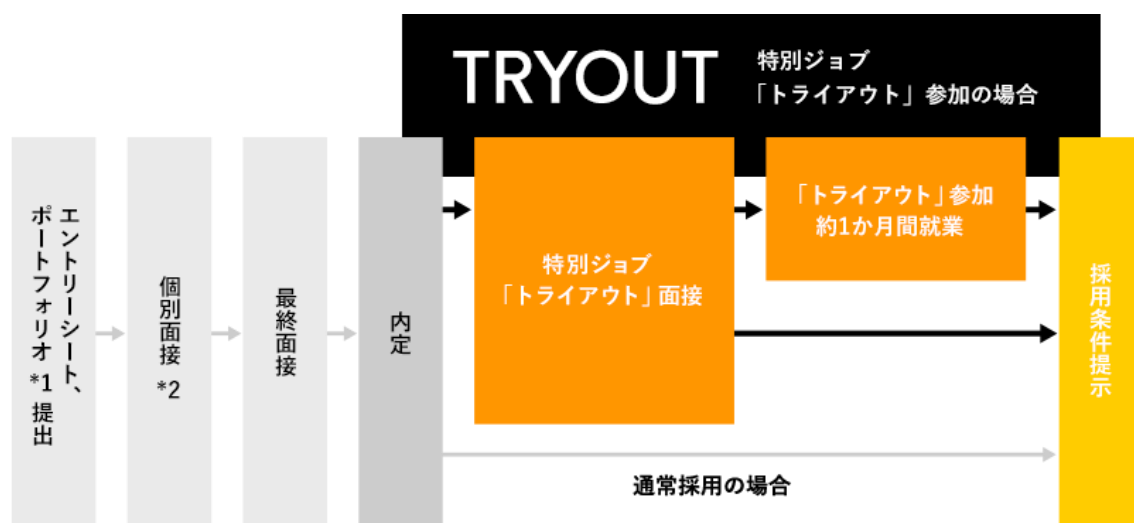 TRYOUT
特別ジョブ
「トライアウト」参加の場合
エントリーシート、
ポートフォリオ *1 提出
個別面接 *2
最終面接
内定
特別ジョブ
「トライアウト」面接
「トライアウト」参加
約1か月間就業
採用条件提示
通常採用の場合